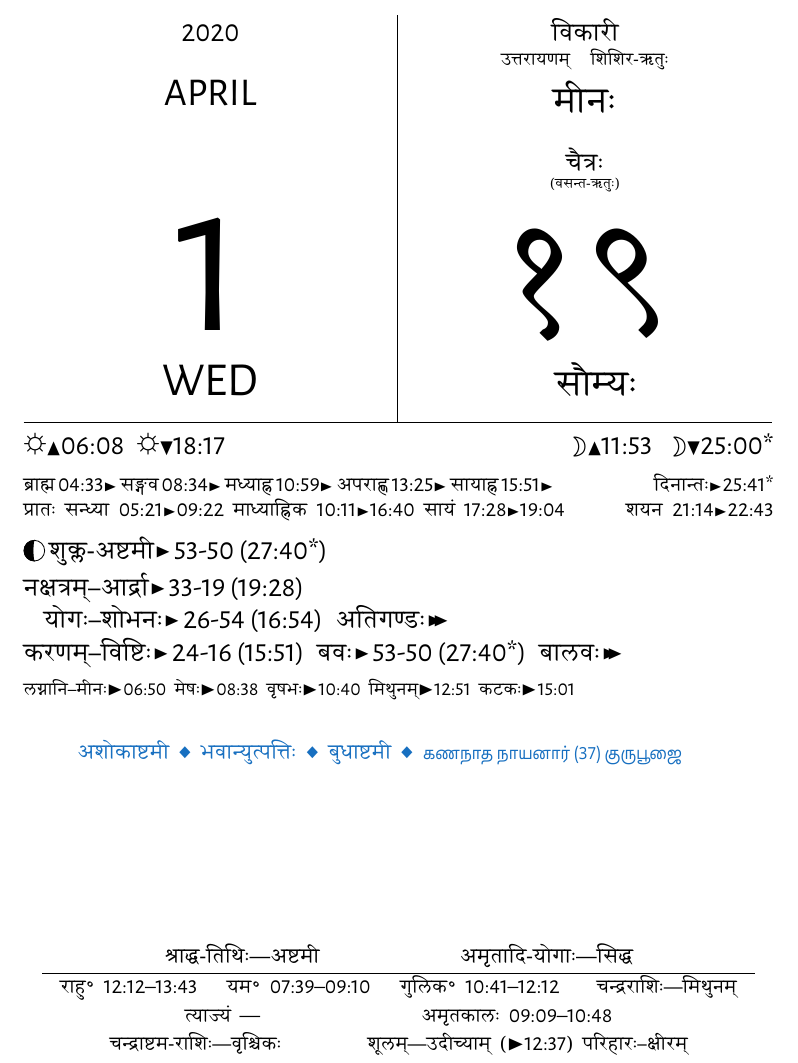 2020
APRIL
1
WED
विकारी
उत्तरायणम् शिशिर-ऋतुः
मीनः
चैत्रः
(वसन्त-ऋतुः)
१९
सौम्यः
☼▲06:08 ☼▼18:17 ☽▲11:53 ☽▼25:00*
ब्राह्म 04:33► सङ्गव 08:34► मध्याह्न 10:59► अपराह्ण 13:25► सायाह्न 15:51► दिनान्तः►25:41*
प्रातः सन्ध्या 05:21►09:22 माध्याह्निक 10:11►16:40 सायं 17:28►19:04 शयन 21:14►22:43
🌓 शुक्ल-अष्टमी► 53-50 (27:40*)
नक्षत्रम्–आर्द्रा► 33-19 (19:28)
योगः–शोभनः► 26-54 (16:54) अतिगण्डः►►
करणम्–विष्टिः► 24-16 (15:51) बवः► 53-50 (27:40*) बालवः►►
लग्नानि–मीनः►06:50 मेषः►08:38 वृषभः►10:40 मिथुनम्►12:51 कटकः►15:01
अशोकाष्टमी ◆ भवान्युत्पत्तिः ◆ बुधाष्टमी ◆ கணநாத நாயனார் (37) குருபூஜை
श्राद्ध-तिथिः—अष्टमी अमृतादि-योगाः—सिद्ध
राहु॰ 12:12–13:43 यम॰ 07:39–09:10 गुलिक॰ 10:41–12:12 चन्द्रराशिः—मिथुनम्
त्याज्यं — अमृतकालः 09:09–10:48
चन्द्राष्टम-राशिः—वृश्चिकः शूलम्—उदीच्याम् (►12:37) परिहारः–क्षीरम्